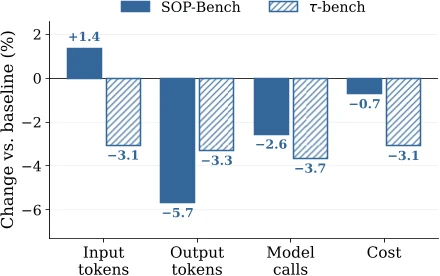 SOP-Bench τ-bench
Change vs. baseline (%)
2
0
−2
−4
−6
+1.4
−3.1
−5.7
−3.3
−2.6
−3.7
−0.7
−3.1
Input
tokens
Output
tokens
Model
calls
Cost